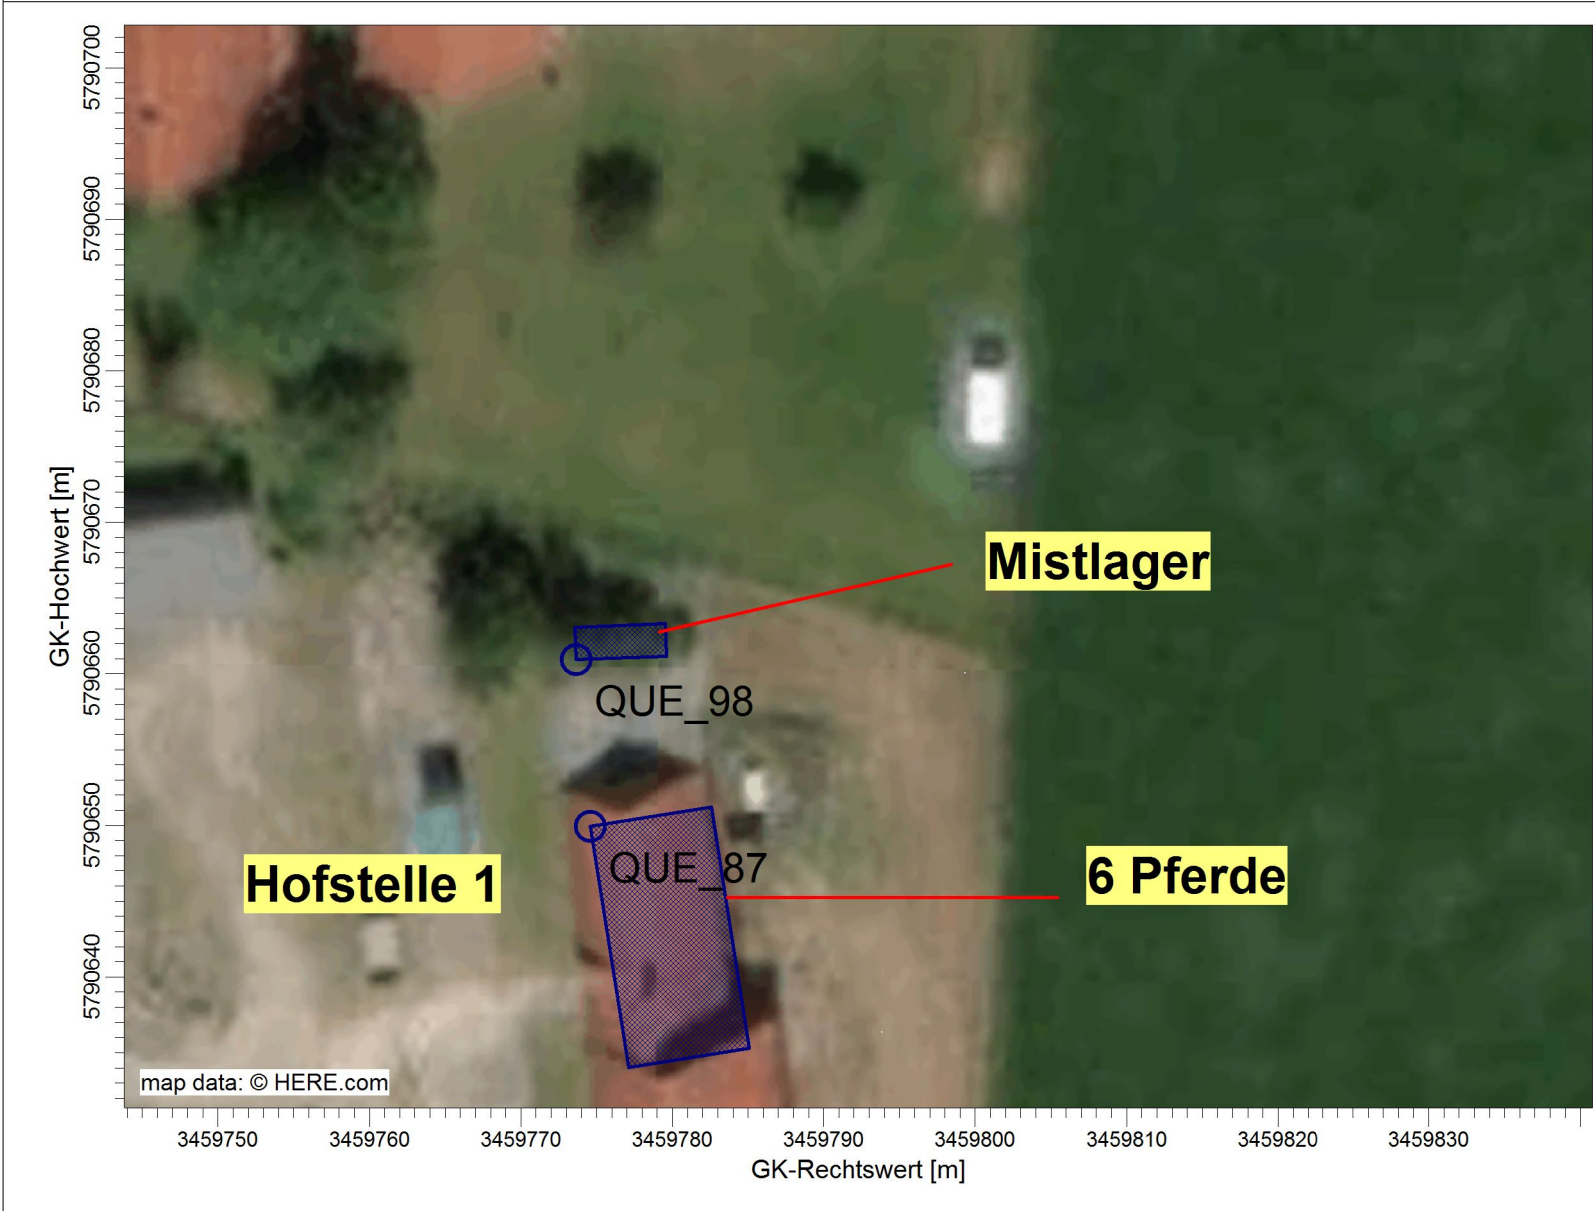 5790700
5790690
5790680
5790670
5790660
5790650
5790640
GK-Hochwert [m]
Mistlager
QUE_98
QUE_87
Hofstelle 1
6 Pferde
map data: © HERE.com
3459750 3459760 3459770 3459780 3459790 3459800 3459810 3459820 3459830
GK-Rechtswert [m]